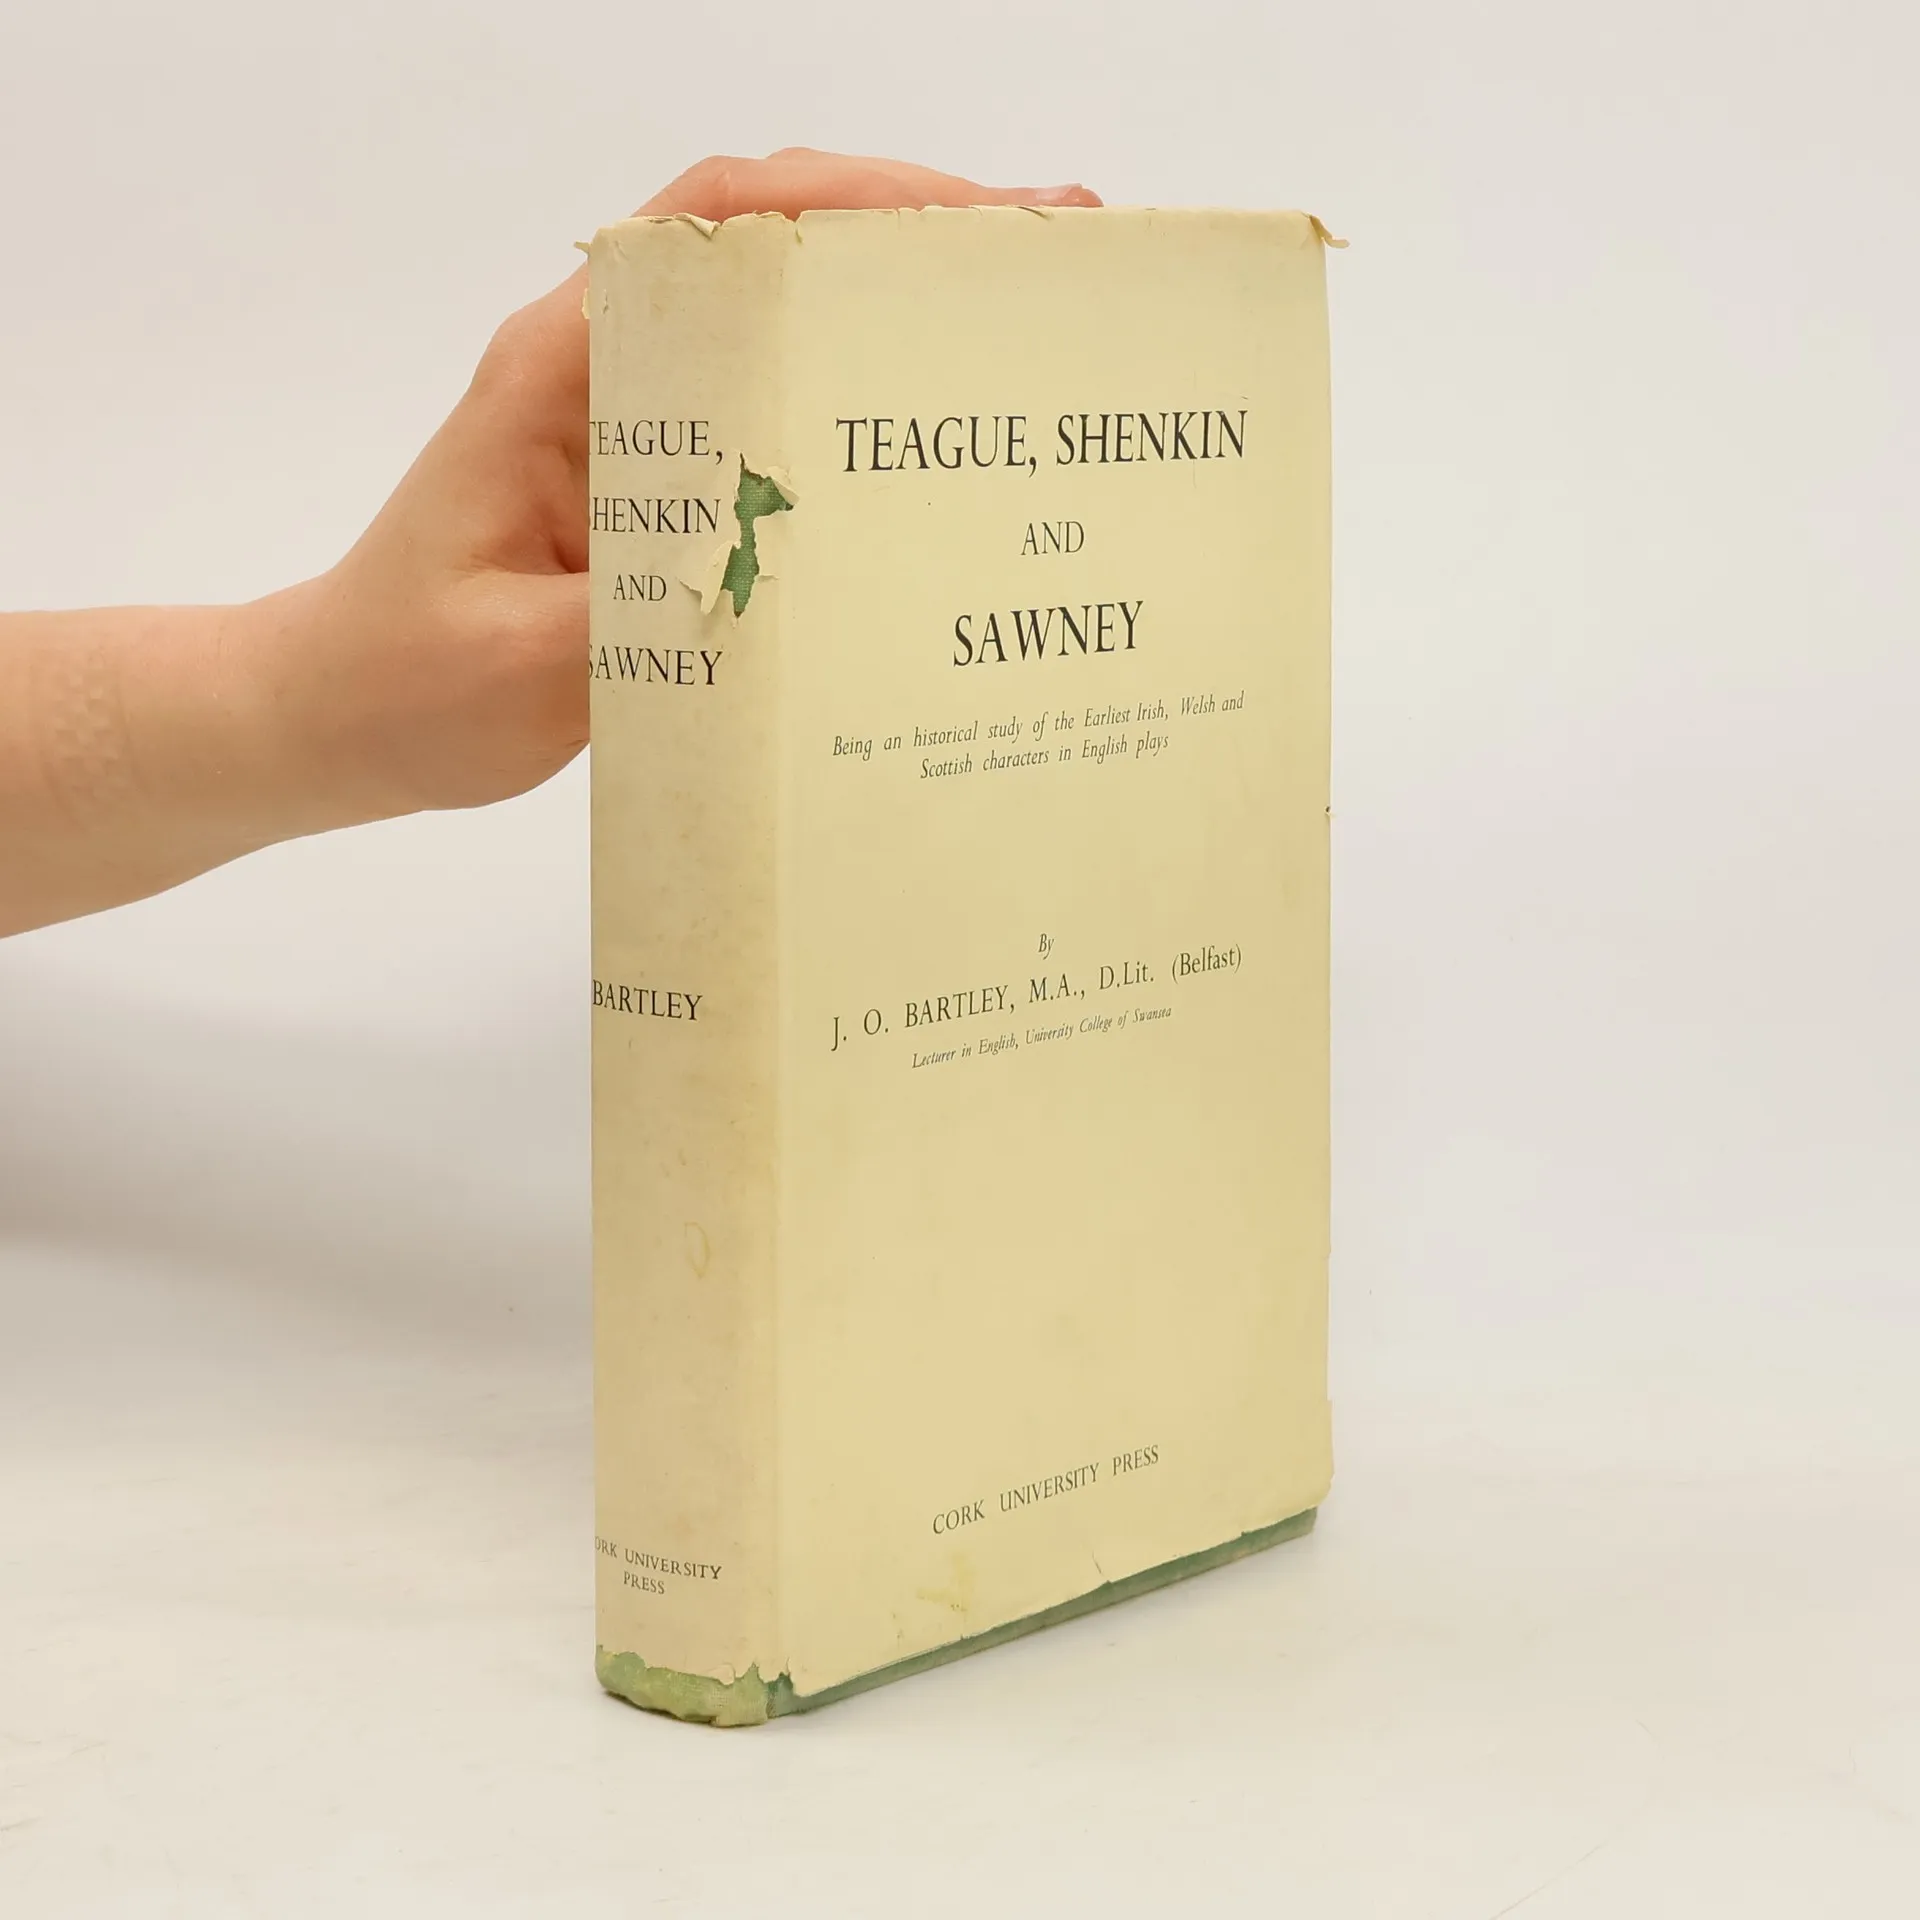 TEAGUE,
SHENKIN
AND
SAWNEY
BARTLEY
CORK UNIVERSITY
PRESS
TEAGUE, SHENKIN
AND
SAWNEY
Being an historical study of the Earliest Irish, Welsh and
Scottish characters in English plays
By
J. O. BARTLEY, M.A., D.Lit. (Belfast)
Lecturer in English, University College of Swansea
CORK UNIVERSITY PRESS